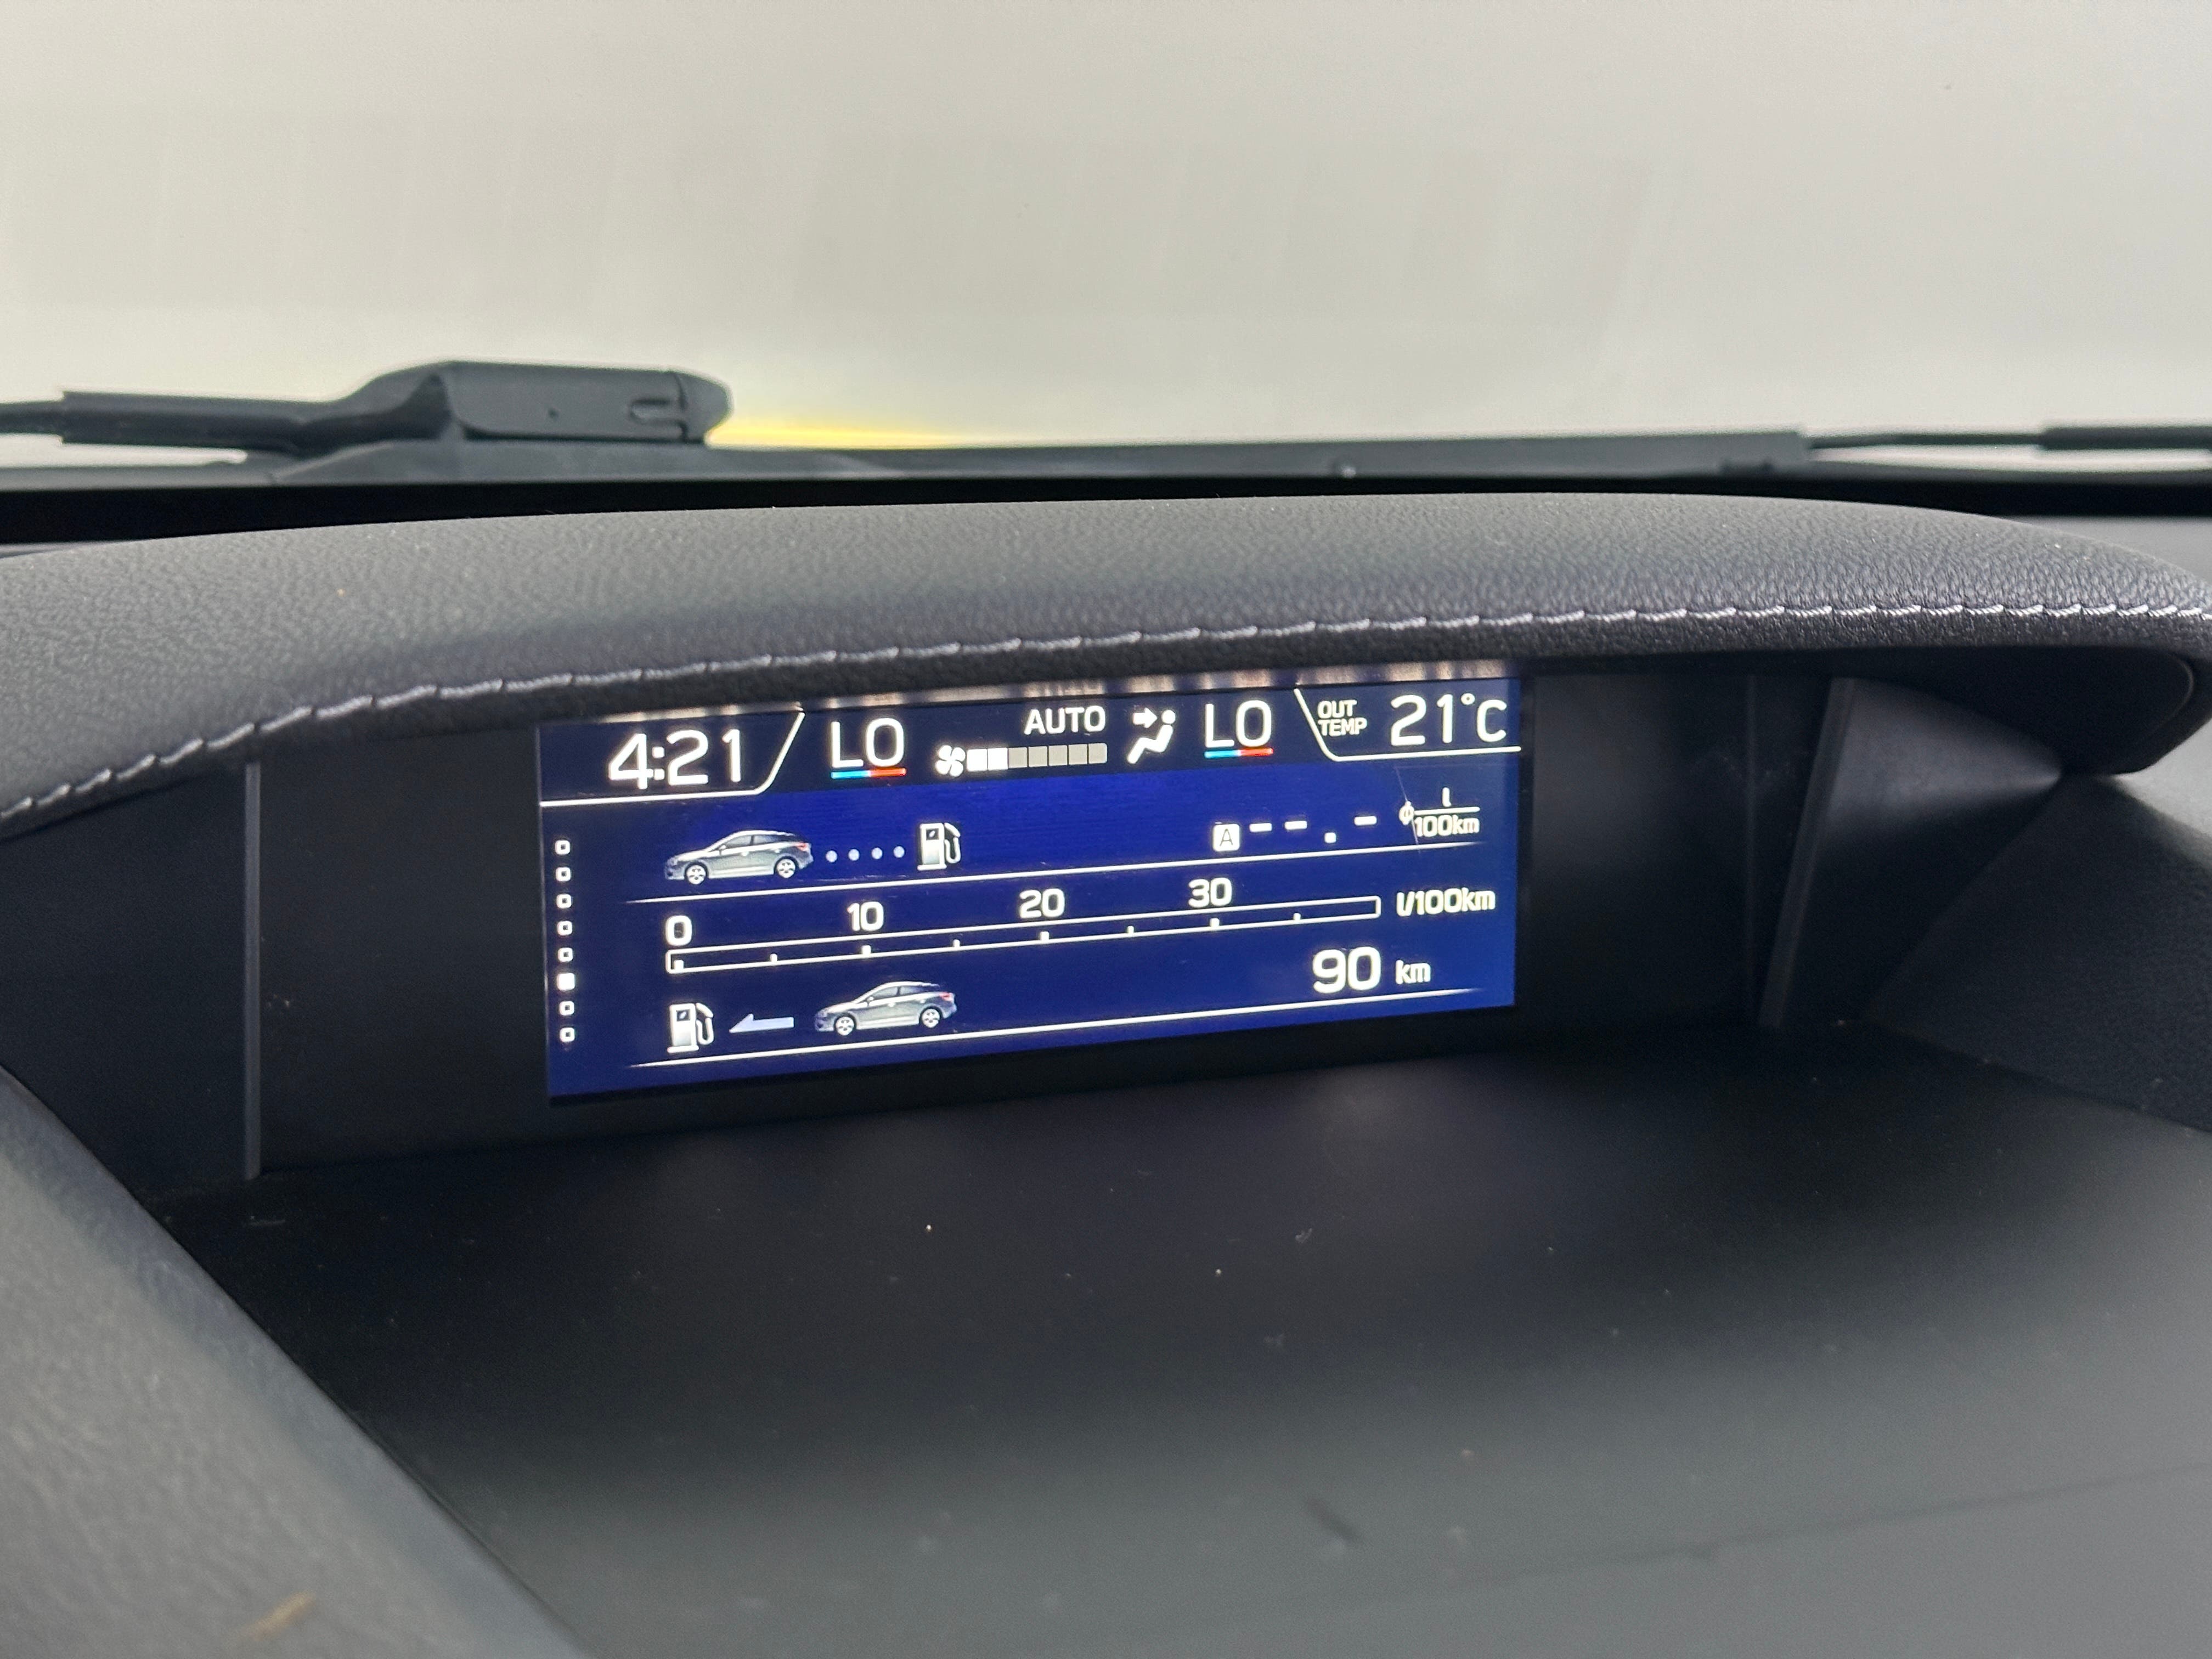 4:21 LO AUTO LO OUT TEMP 21°C
A --.- l/100km
0 10 20 30 l/100km
90 km